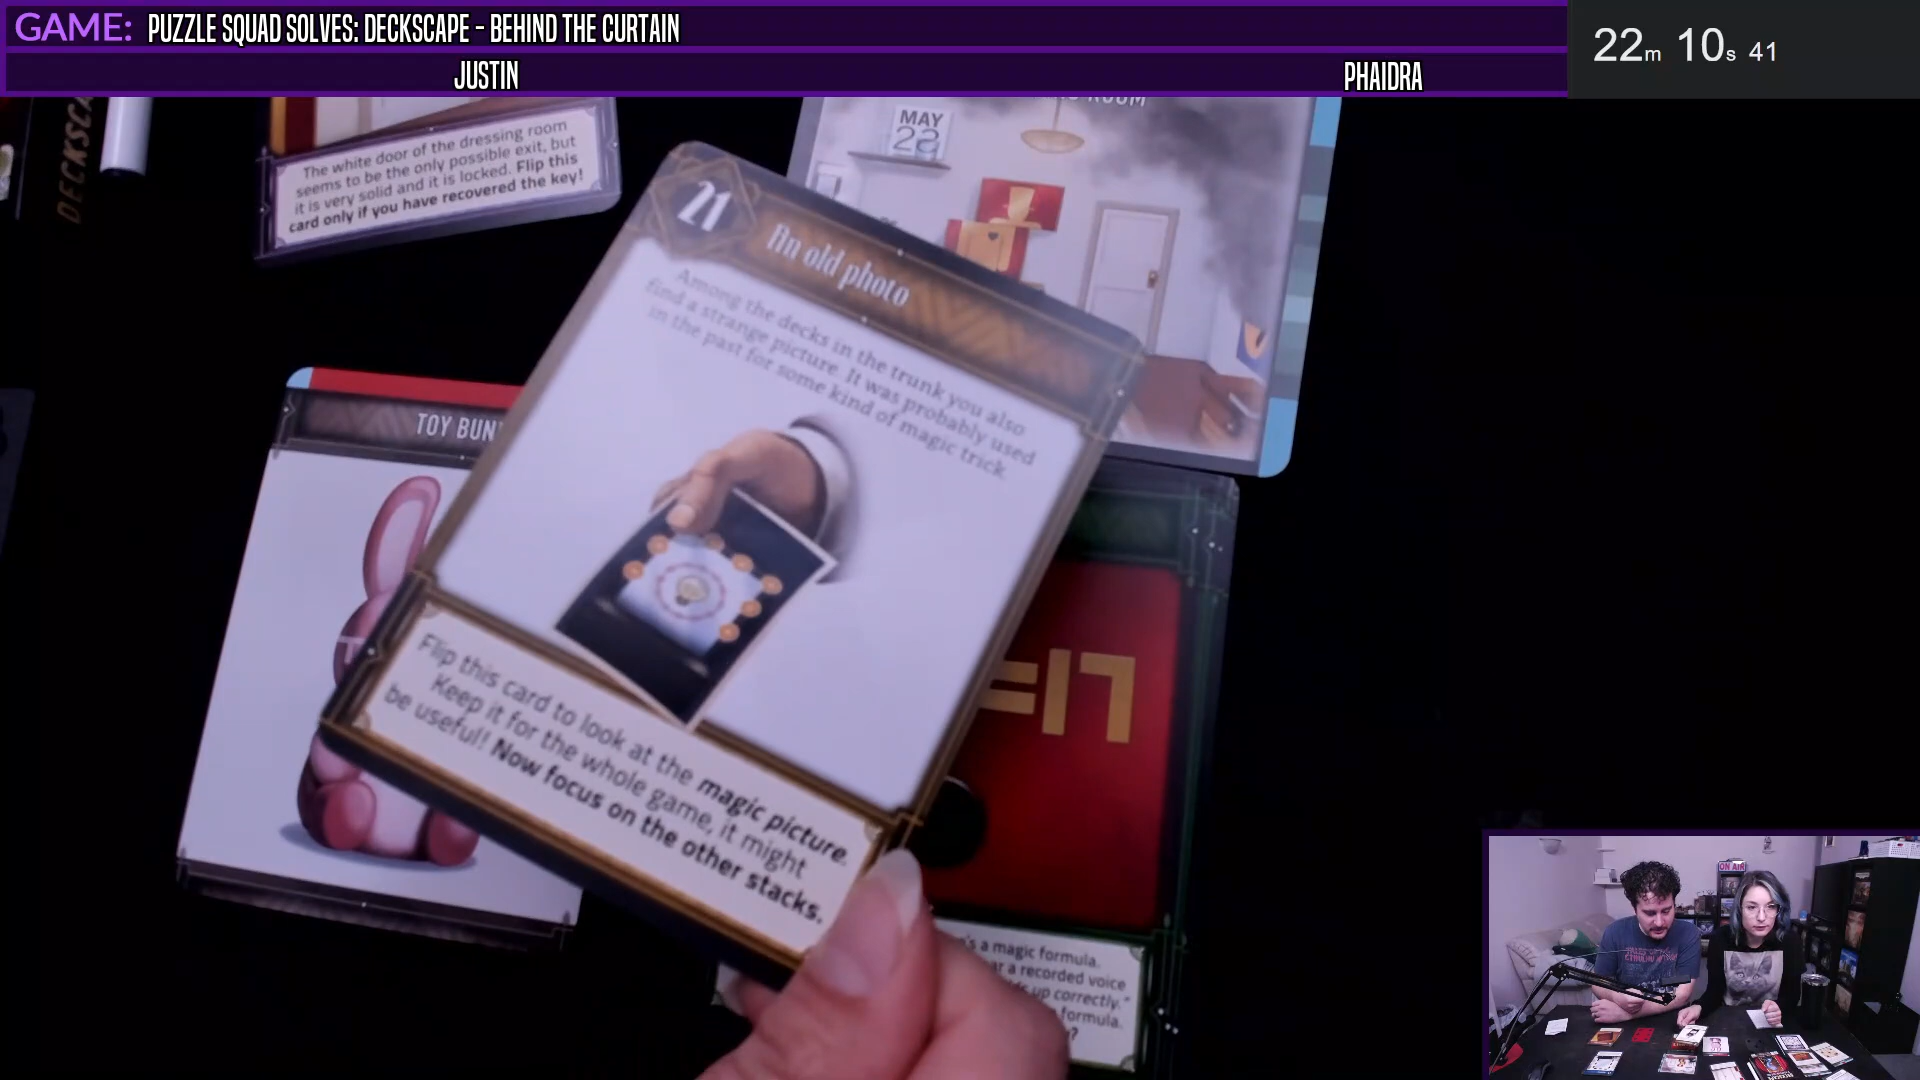 GAME: PUZZLE SQUAD SOLVES: DECKSCAPE - BEHIND THE CURTAIN
JUSTIN
PHAIDRA
22m 10s 41
DECKSCA
The white door of the dressing room
seems to be the only possible exit, but
it is very solid and it is locked. Flip this
card only if you have recovered the key!
ROOM
MAY
22
21
An old photo
Among the decks in the trunk you also
find a strange picture. It was probably used
in the past for some kind of magic trick.
Flip this card to look at the magic picture.
Keep it for the whole game, it might
be useful! Now focus on the other stacks.
TOY BUN
=17
's a magic formula.
a recorded voice
up correctly."
formula.
ON AIR